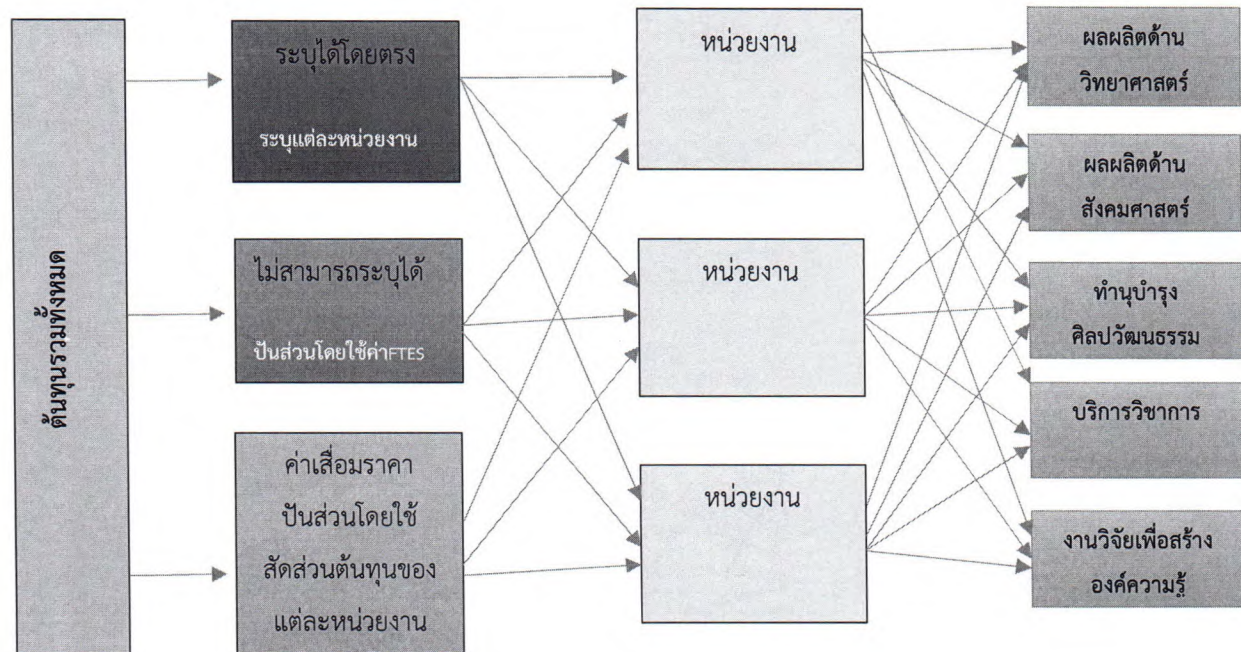 ต้นทุนรวมทั้งหมด
ระบุได้โดยตรง
ระบุแต่ละหน่วยงาน
ไม่สามารถระบุได้
ปันส่วนโดยใช้ค่าFTES
ค่าเสื่อมราคา
ปันส่วนโดยใช้
สัดส่วนต้นทุนของ
แต่ละหน่วยงาน
หน่วยงาน
หน่วยงาน
หน่วยงาน
ผลผลิตด้าน
วิทยาศาสตร์
ผลผลิตด้าน
สังคมศาสตร์
ทำนุบำรุง
ศิลปวัฒนธรรม
บริการวิชาการ
งานวิจัยเพื่อสร้าง
องค์ความรู้